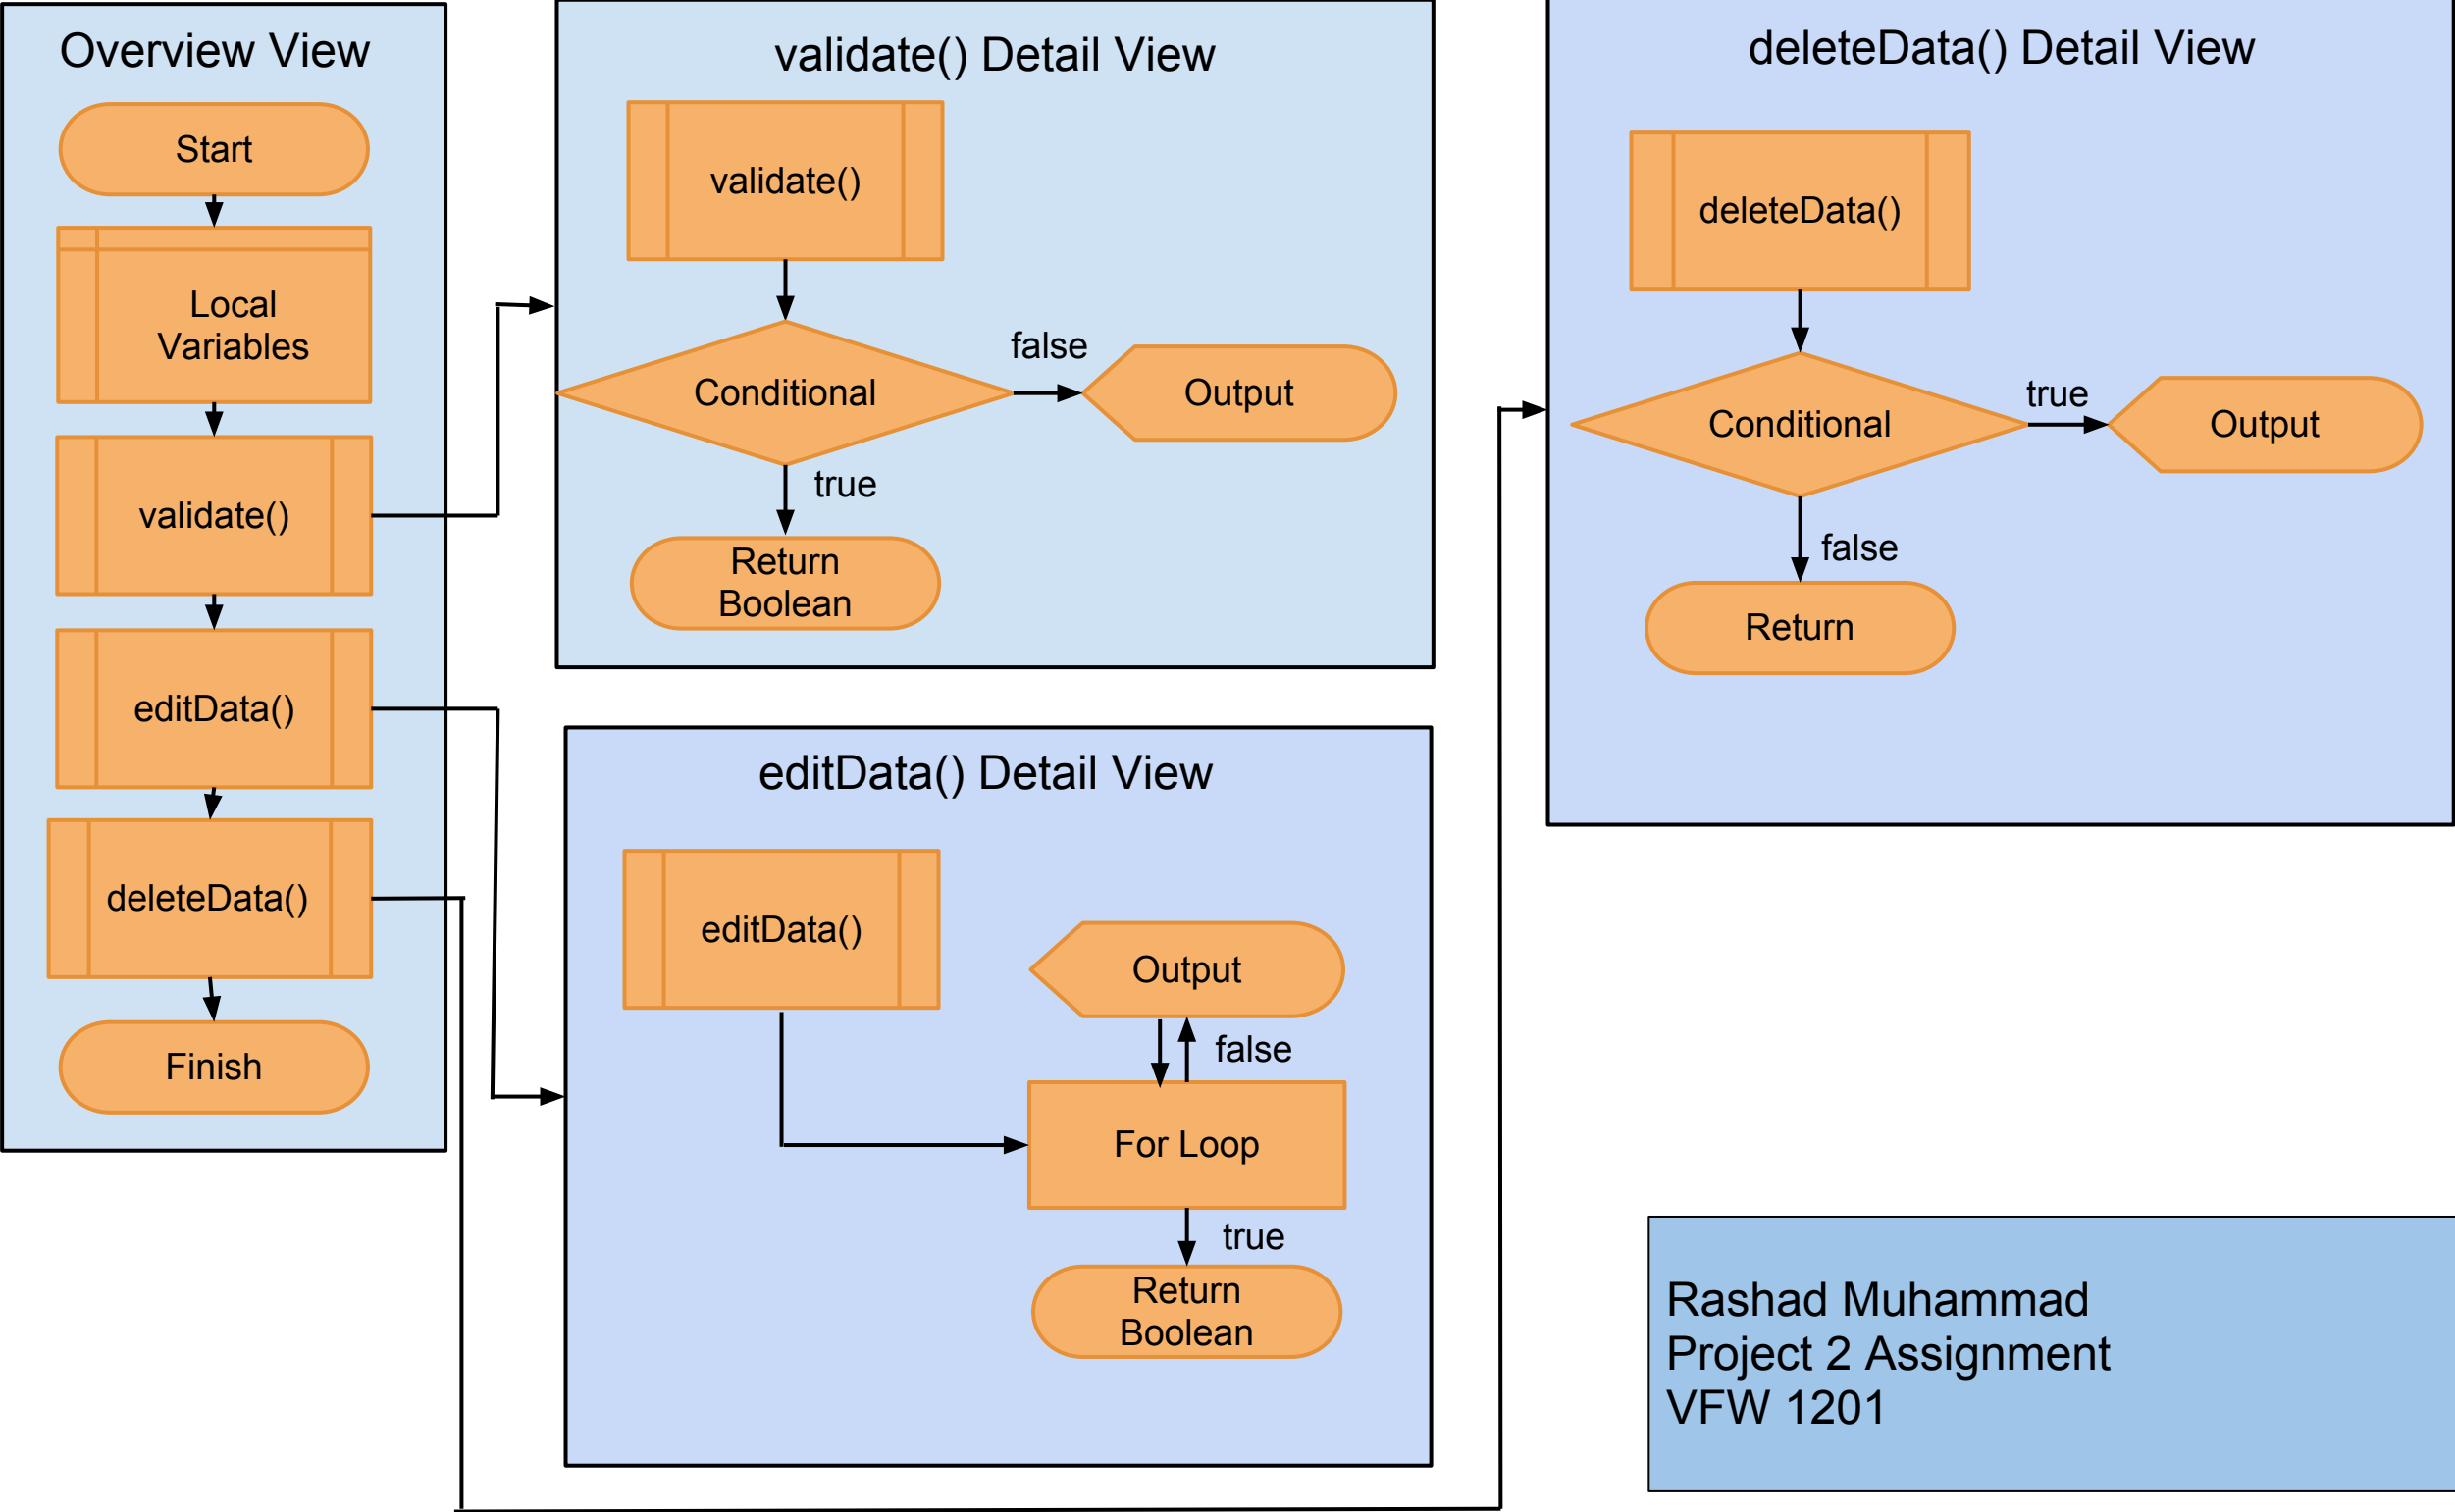 Overview View
Start
Local
Variables
validate()
editData()
deleteData()
Finish
validate() Detail View
validate()
Conditional
false
Output
true
Return
Boolean
editData() Detail View
editData()
Output
false
For Loop
true
Return
Boolean
deleteData() Detail View
deleteData()
Conditional
true
Output
false
Return
Rashad Muhammad
Project 2 Assignment
VFW 1201